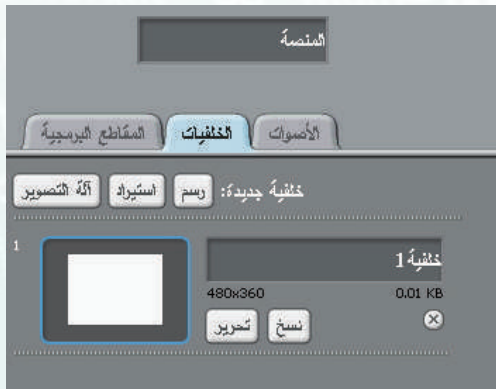 المنصة
المقاطع البرمجية الخلفيات الأصوات
خلفية جديدة: رسم استيراد آلة التصوير
1
خلفية1
480x360 0.01 KB
تحرير نسخ